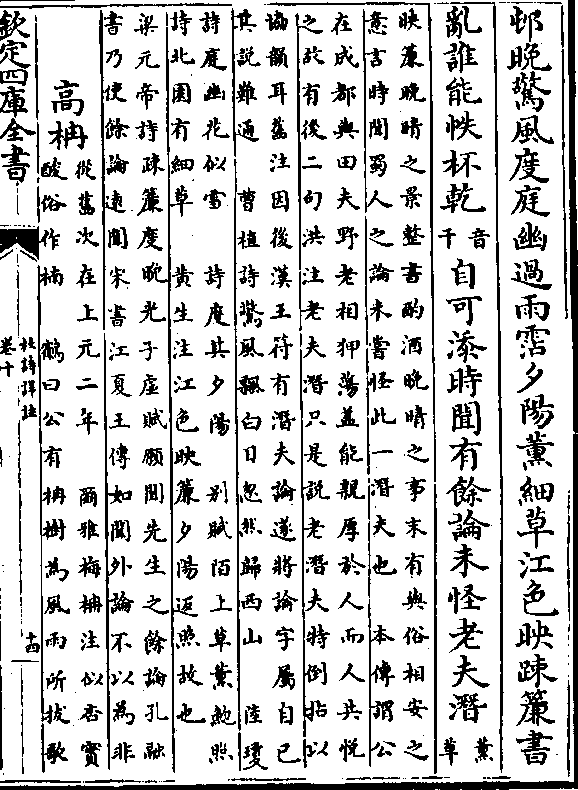 邨晚驚風度庭幽過雨霑夕陽薰細草江色映疎簾書
亂誰能帙杯乾音千自可添時聞有餘論未怪老夫潛薰草
映簾晚晴之景整書酌酒晚晴之事末有與俗相安之
意言時聞蜀人之論未嘗怪此一潛夫也　本傳謂公
在成都與田夫野老相狎蕩蓋能親厚於人而人共悅
之故有後二句洪注老夫潛只是說老潛夫特倒拈以
協韻耳舊注因後漢王符有潛夫論遂將論字屬自己
其說難通　曹植詩驚風飄白日忽然歸西山　陸瓊
詩庭幽花似雪　詩度其夕陽　別賦陌上草薰鮑照
詩北園有細草　黄生注江色映簾夕陽返照故也
梁元帝詩疎簾度晚光子虛賦願聞先生之餘論孔融
書乃使餘論遠聞宋書江夏王傳如聞外論不以為非
高柟
從舊次在上元二年　爾雅梅柟注似杏實
酸俗作楠　鶴曰公有柟樹為風雨所拔歌
欽定四庫全書
杜詩詳註
卷十
十四